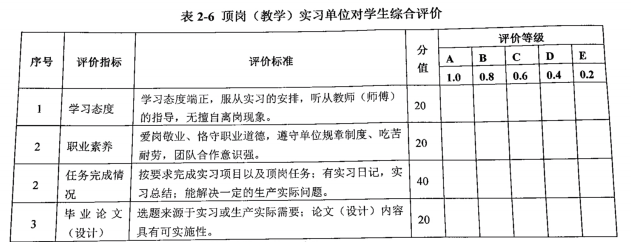 表 2-6 顶岗（教学）实习单位对学生综合评价
序号 评价指标 评价标准 分值 评价等级
A B C D E
1.0 0.8 0.6 0.4 0.2
1 学习态度 学习态度端正，服从实习的安排，听从教师（师傅） 20
的指导，无擅自离岗现象。
2 职业素养 爱岗敬业、恪守职业道德，遵守单位规章制度、吃苦 20
耐劳，团队合作意识强。
2 任务完成情 按要求完成实习项目以及顶岗任务；有实习日记，实 40
况 习总结；能解决一定的生产实际问题。
3 毕业论文 选题来源于实习或生产实际需要；论文（设计）内容 20
（设计） 具有可实施性。